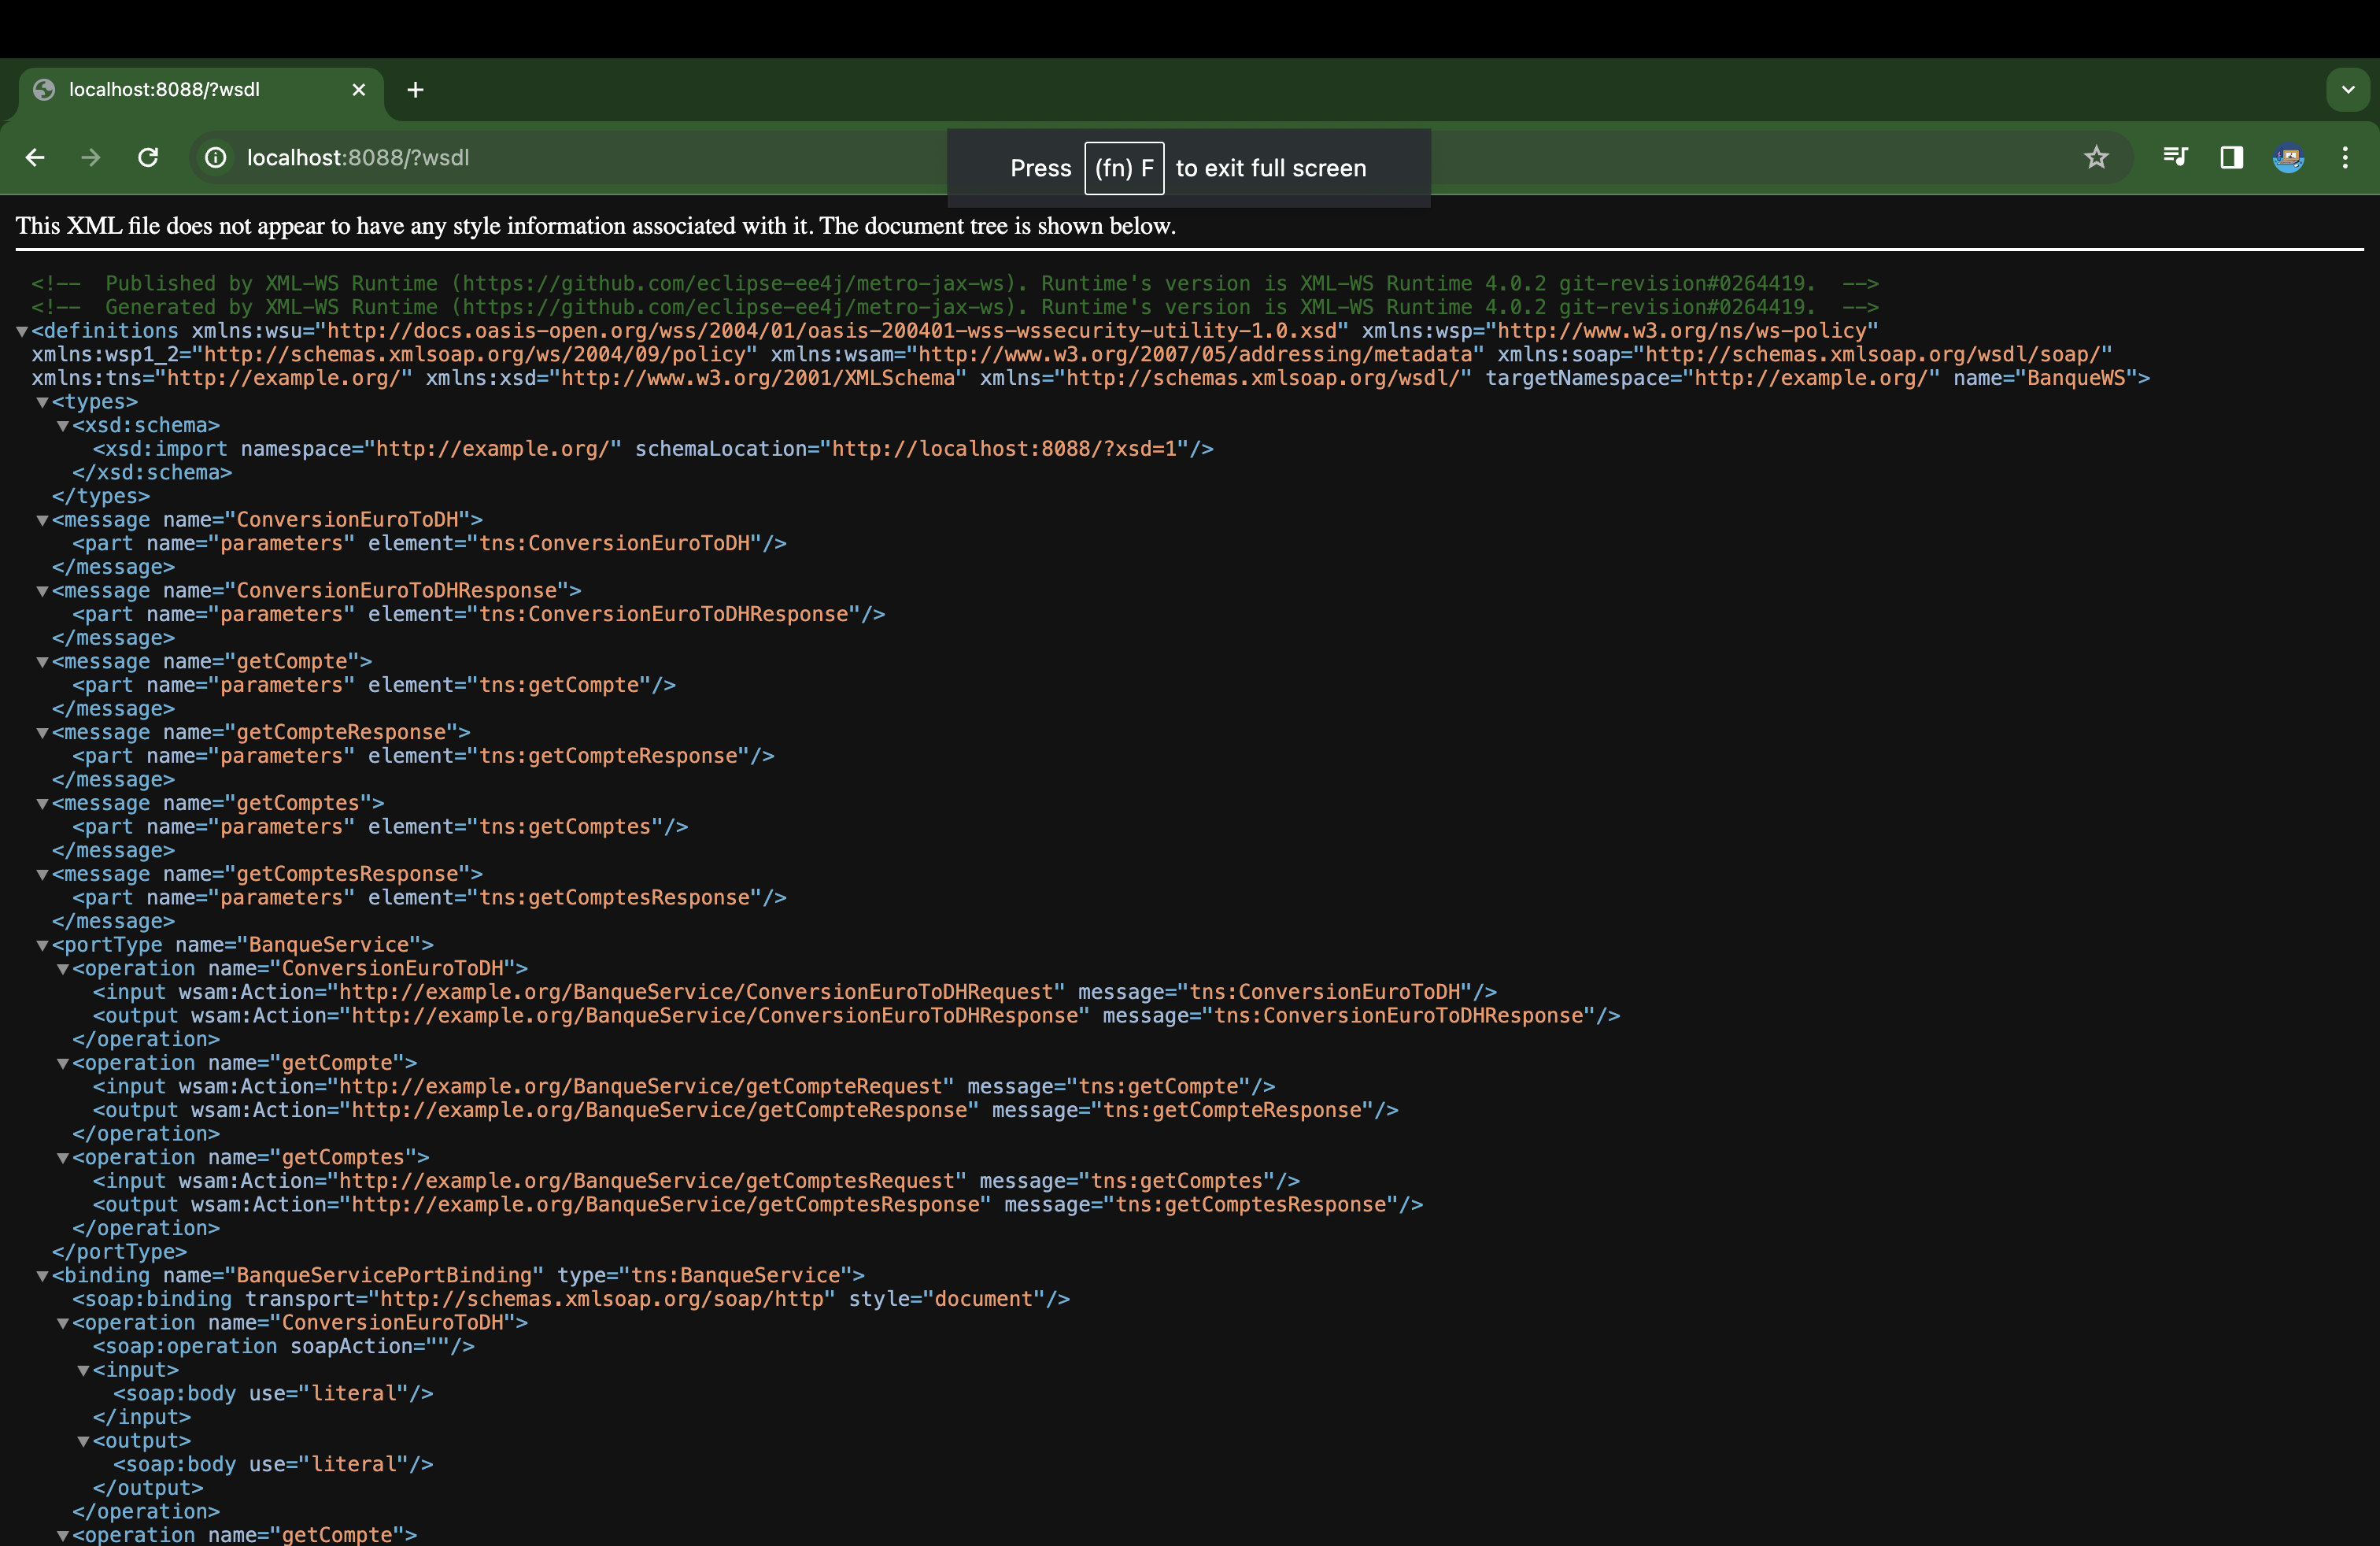 localhost:8088/?wsdl
localhost:8088/?wsdl
Press (fn) F to exit full screen
This XML file does not appear to have any style information associated with it. The document tree is shown below.
<!--  Published by XML-WS Runtime (https://github.com/eclipse-ee4j/metro-jax-ws). Runtime's version is XML-WS Runtime 4.0.2 git-revision#0264419.  -->
<!--  Generated by XML-WS Runtime (https://github.com/eclipse-ee4j/metro-jax-ws). Runtime's version is XML-WS Runtime 4.0.2 git-revision#0264419.  -->
<definitions xmlns:wsu="http://docs.oasis-open.org/wss/2004/01/oasis-200401-wss-wssecurity-utility-1.0.xsd" xmlns:wsp="http://www.w3.org/ns/ws-policy"
xmlns:wsp1_2="http://schemas.xmlsoap.org/ws/2004/09/policy" xmlns:wsam="http://www.w3.org/2007/05/addressing/metadata" xmlns:soap="http://schemas.xmlsoap.org/wsdl/soap/"
xmlns:tns="http://example.org/" xmlns:xsd="http://www.w3.org/2001/XMLSchema" xmlns="http://schemas.xmlsoap.org/wsdl/" targetNamespace="http://example.org/" name="BanqueWS">
<types>
<xsd:schema>
<xsd:import namespace="http://example.org/" schemaLocation="http://localhost:8088/?xsd=1"/>
</xsd:schema>
</types>
<message name="ConversionEuroToDH">
<part name="parameters" element="tns:ConversionEuroToDH"/>
</message>
<message name="ConversionEuroToDHResponse">
<part name="parameters" element="tns:ConversionEuroToDHResponse"/>
</message>
<message name="getCompte">
<part name="parameters" element="tns:getCompte"/>
</message>
<message name="getCompteResponse">
<part name="parameters" element="tns:getCompteResponse"/>
</message>
<message name="getComptes">
<part name="parameters" element="tns:getComptes"/>
</message>
<message name="getComptesResponse">
<part name="parameters" element="tns:getComptesResponse"/>
</message>
<portType name="BanqueService">
<operation name="ConversionEuroToDH">
<input wsam:Action="http://example.org/BanqueService/ConversionEuroToDHRequest" message="tns:ConversionEuroToDH"/>
<output wsam:Action="http://example.org/BanqueService/ConversionEuroToDHResponse" message="tns:ConversionEuroToDHResponse"/>
</operation>
<operation name="getCompte">
<input wsam:Action="http://example.org/BanqueService/getCompteRequest" message="tns:getCompte"/>
<output wsam:Action="http://example.org/BanqueService/getCompteResponse" message="tns:getCompteResponse"/>
</operation>
<operation name="getComptes">
<input wsam:Action="http://example.org/BanqueService/getComptesRequest" message="tns:getComptes"/>
<output wsam:Action="http://example.org/BanqueService/getComptesResponse" message="tns:getComptesResponse"/>
</operation>
</portType>
<binding name="BanqueServicePortBinding" type="tns:BanqueService">
<soap:binding transport="http://schemas.xmlsoap.org/soap/http" style="document"/>
<operation name="ConversionEuroToDH">
<soap:operation soapAction=""/>
<input>
<soap:body use="literal"/>
</input>
<output>
<soap:body use="literal"/>
</output>
</operation>
<operation name="getCompte">